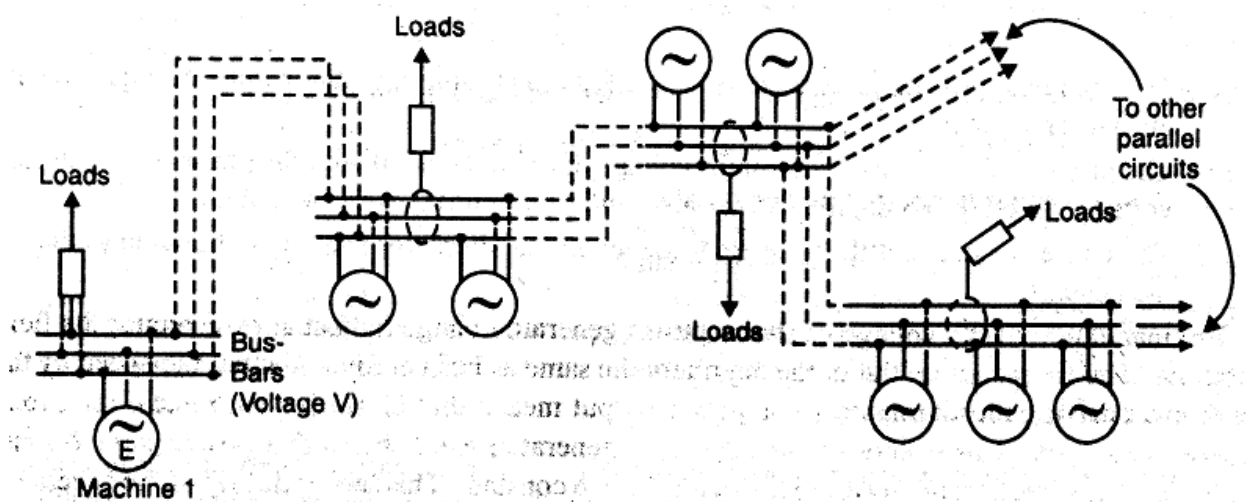 Loads
Loads
To other
parallel
circuits
Loads
Loads
Bus-
Bars
(Voltage V)
E
Machine 1